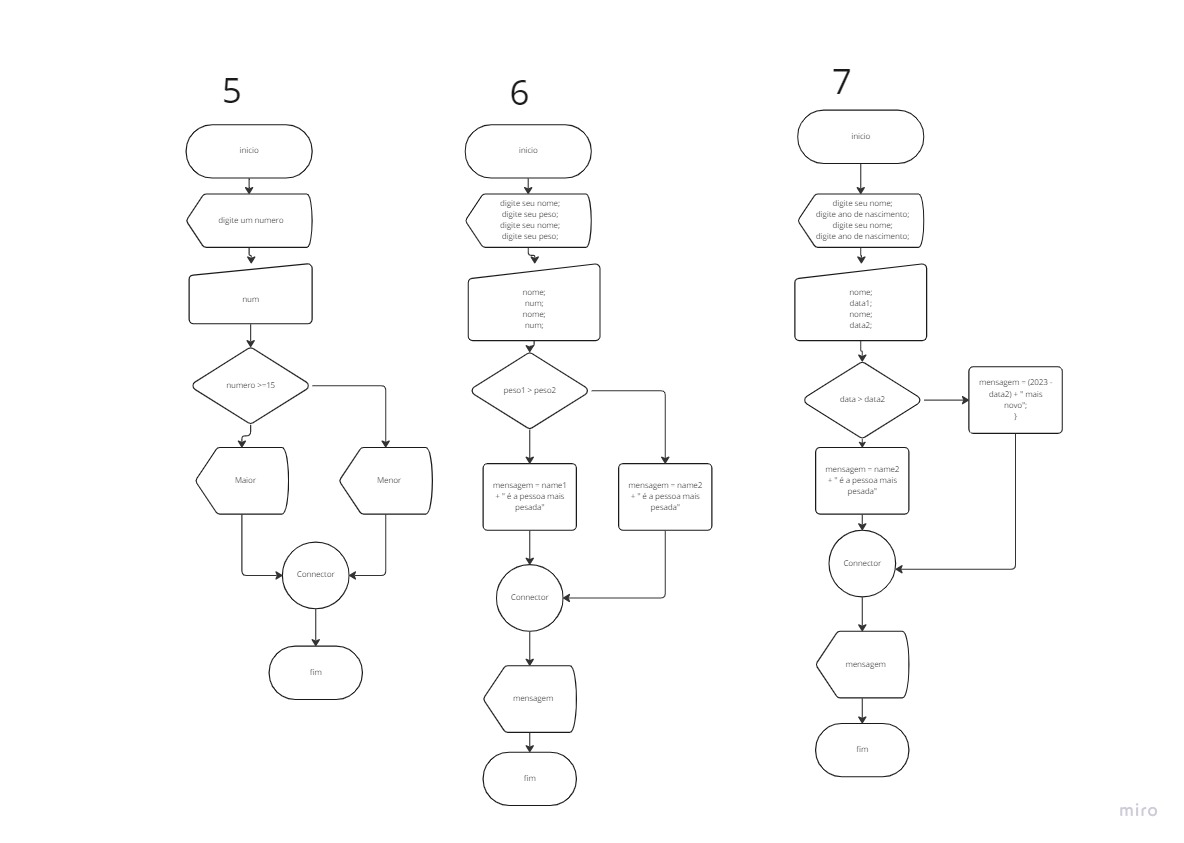 5
inicio
digite um numero
num
numero >=15
Maior
Menor
Connector
fim
6
inicio
digite seu nome;
digite seu peso;
digite seu nome;
digite seu peso;
nome;
num;
nome;
num;
peso1 > peso2
mensagem = name1
+ " é a pessoa mais
pesada"
mensagem = name2
+ " é a pessoa mais
pesada"
Connector
mensagem
fim
7
inicio
digite seu nome;
digite ano de nascimento;
digite seu nome;
digite ano de nascimento;
nome;
data1;
nome;
data2;
data > data2
mensagem = (2023 -
data2) + " mais
novo";
}
mensagem = name2
+ " é a pessoa mais
pesada"
Connector
mensagem
fim
miro